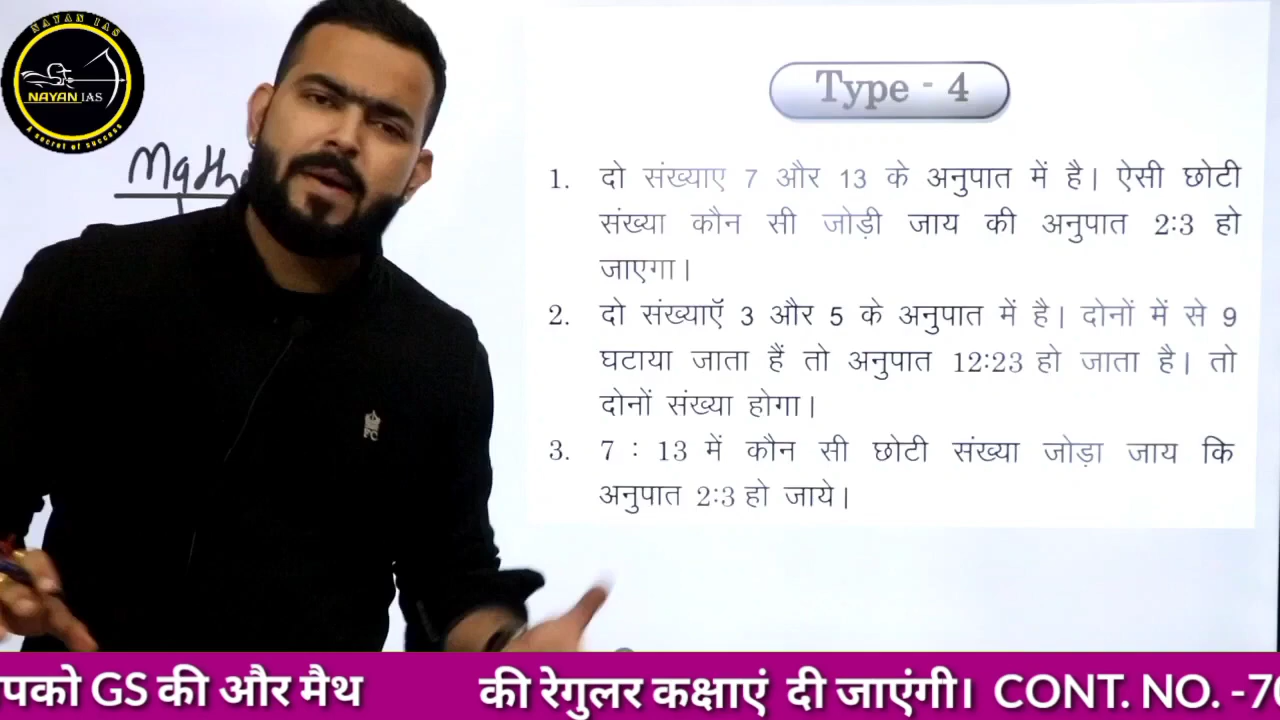 NAYAN IAS
NAYAN IAS
A secret of success
Type - 4
1. दो संख्याए 7 और 13 के अनुपात में है। ऐसी छोटी
संख्या कौन सी जोड़ी जाय की अनुपात 2:3 हो
जाएगा।
2. दो संख्याऍ 3 और 5 के अनुपात में है। दोनों में से 9
घटाया जाता हैं तो अनुपात 12:23 हो जाता है। तो
दोनों संख्या होगा।
3. 7 : 13 में कौन सी छोटी संख्या जोड़ा जाय कि
अनुपात 2:3 हो जाये।
FC
पको GS की और मैथ की रेगुलर कक्षाएं दी जाएंगी। CONT. NO. -70